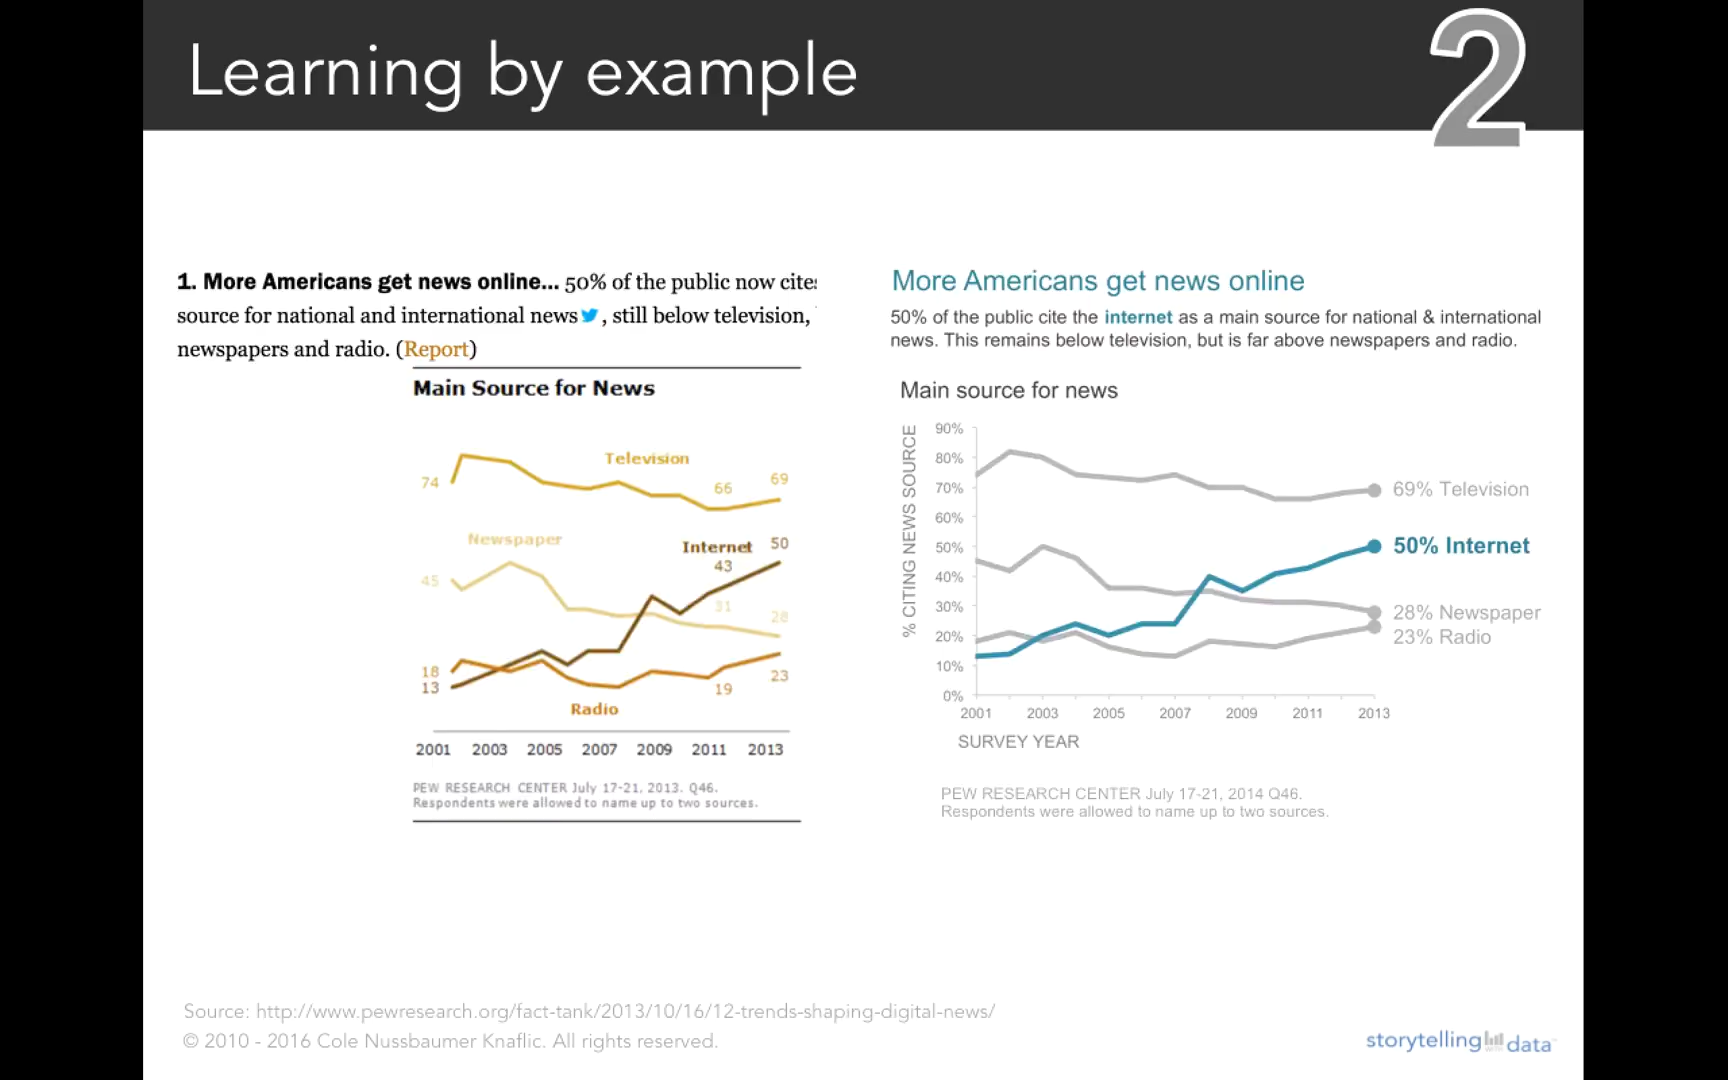 Learning by example
2
1. More Americans get news online... 50% of the public now cites
source for national and international news , still below television,
newspapers and radio. (Report)
Main Source for News
Television
74
66
69
Newspaper
45
Internet
50
43
31
28
18
13
19
23
Radio
2001 2003 2005 2007 2009 2011 2013
PEW RESEARCH CENTER July 17-21, 2013. Q46.
Respondents were allowed to name up to two sources.
More Americans get news online
50% of the public cite the internet as a main source for national & international
news. This remains below television, but is far above newspapers and radio.
Main source for news
% CITING NEWS SOURCE
90%
80%
70%
60%
50%
40%
30%
20%
10%
0%
69% Television
50% Internet
28% Newspaper
23% Radio
2001 2003 2005 2007 2009 2011 2013
SURVEY YEAR
PEW RESEARCH CENTER July 17-21, 2014 Q46.
Respondents were allowed to name up to two sources.
Source: http://www.pewresearch.org/fact-tank/2013/10/16/12-trends-shaping-digital-news/
© 2010 - 2016 Cole Nussbaumer Knaflic. All rights reserved.
storytelling with data